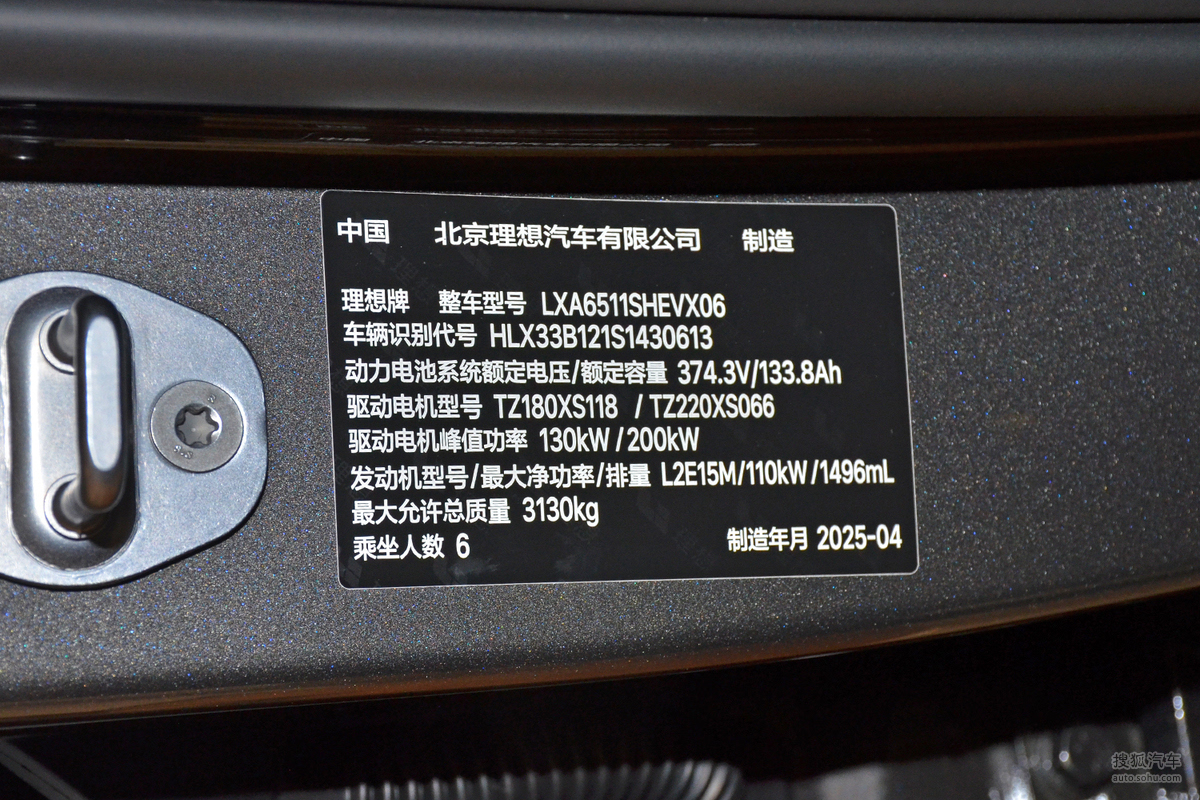 中国 北京理想汽车有限公司 制造
理想牌 整车型号 LXA6511SHEVX06
车辆识别代号 HLX33B121S1430613
动力电池系统额定电压/额定容量 374.3V/133.8Ah
驱动电机型号 TZ180XS118 / TZ220XS066
驱动电机峰值功率 130kW / 200kW
发动机型号/最大净功率/排量 L2E15M/110kW/1496mL
最大允许总质量 3130kg
乘坐人数 6 制造年月 2025-04
搜狐汽车
auto.sohu.com